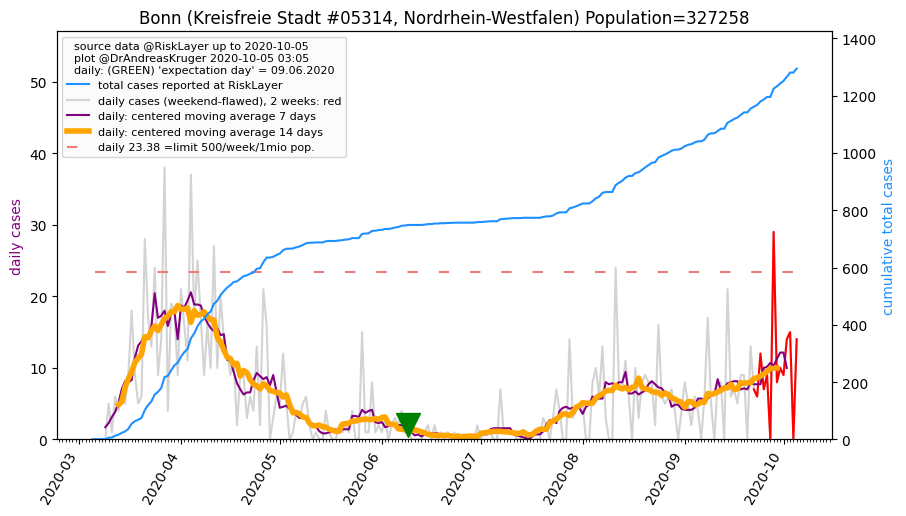 Bonn (Kreisfreie Stadt #05314, Nordrhein-Westfalen) Population=327258
source data @RiskLayer up to 2020-10-05
plot @DrAndreasKruger 2020-10-05 03:05
daily: (GREEN) 'expectation day' = 09.06.2020
total cases reported at RiskLayer
daily cases (weekend-flawed), 2 weeks: red
daily: centered moving average 7 days
daily: centered moving average 14 days
daily 23.38 =limit 500/week/1mio pop.
daily cases
50
40
30
20
10
0
1400
1200
1000
800
600
400
200
0
cumulative total cases
2020-03
2020-04
2020-05
2020-06
2020-07
2020-08
2020-09
2020-10